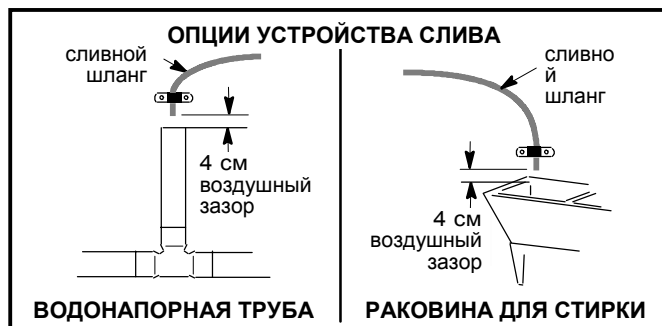 ОПЦИИ УСТРОЙСТВА СЛИВА
сливной
шланг
4 см
воздушный
зазор
ВОДОНАПОРНАЯ ТРУБА
сливно
й
шланг
4 см
воздушный
зазор
РАКОВИНА ДЛЯ СТИРКИ